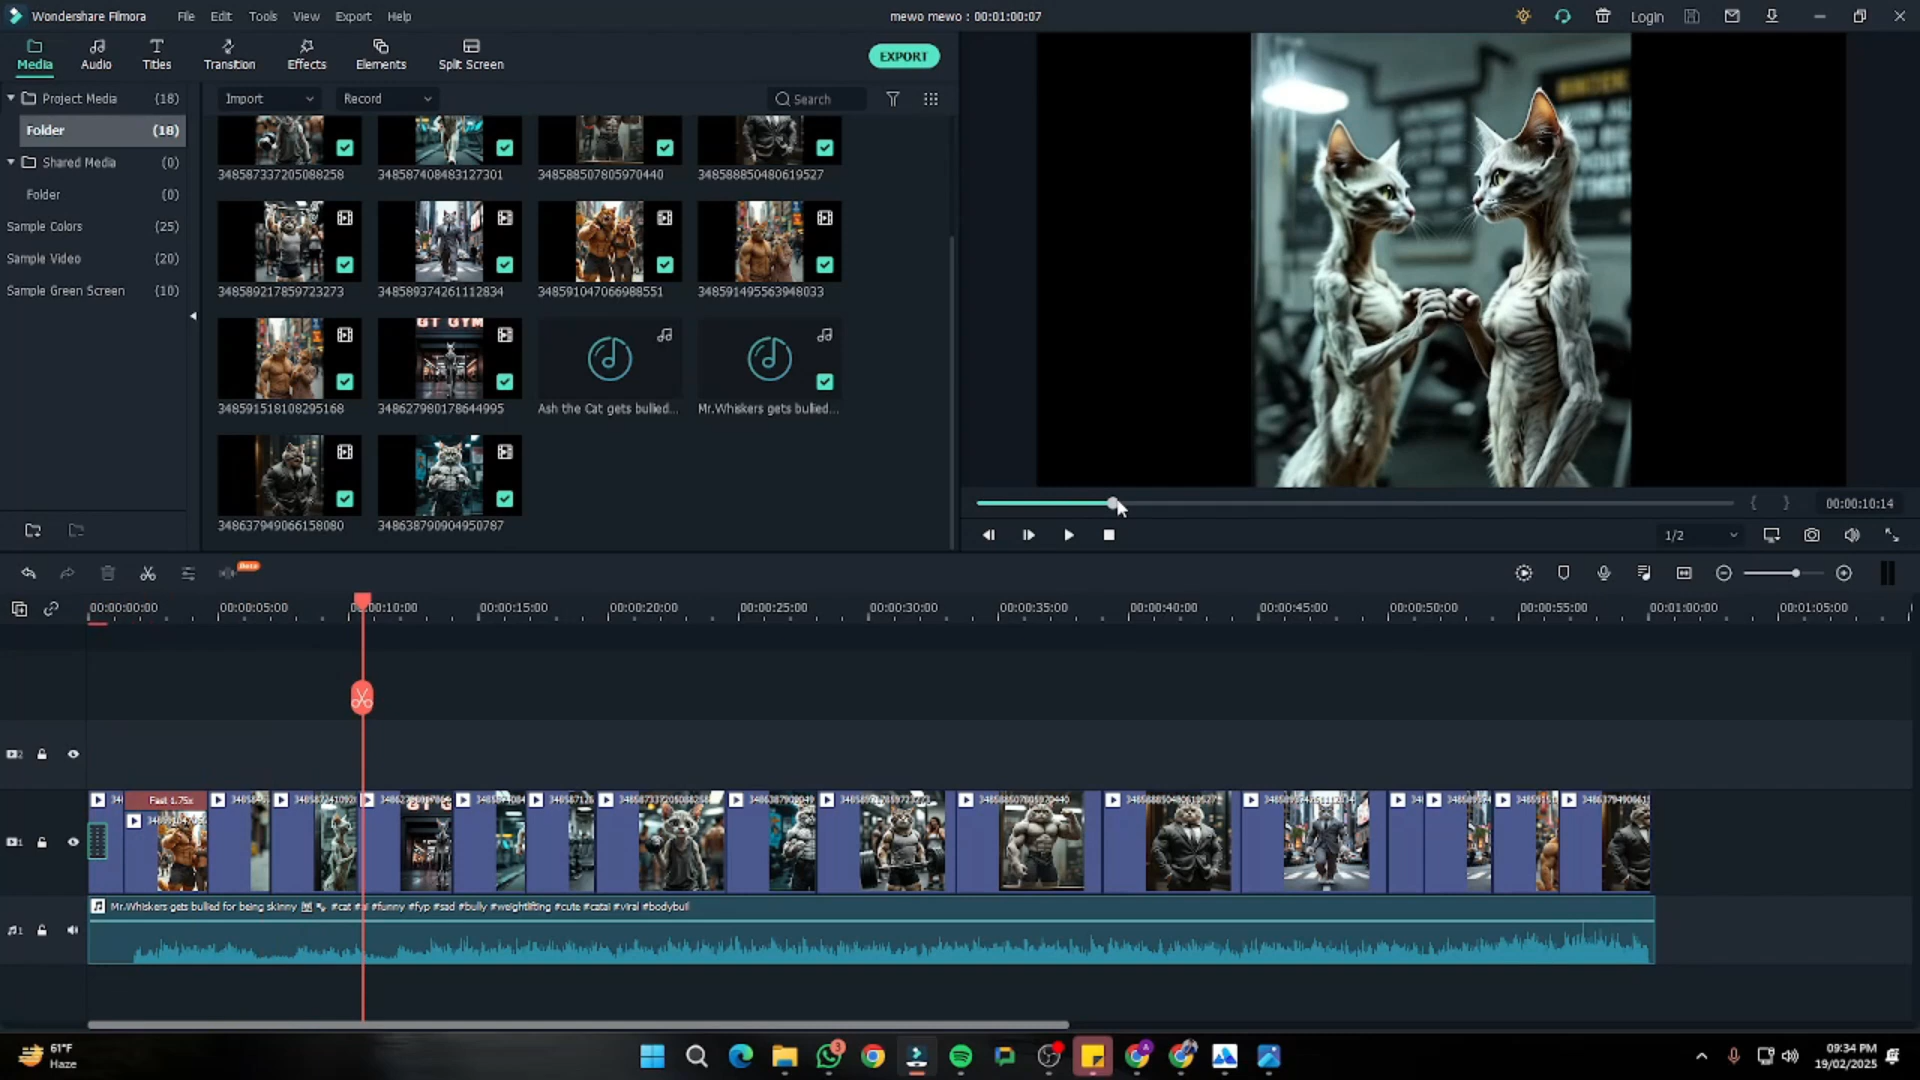 Wondershare Filmora
File Edit Tools View Export Help
mewo mewo : 00:01:00:07
Login
Media Audio Titles Transition Effects Elements Split Screen
EXPORT
Project Media (18)
Folder (18)
Shared Media (0)
Folder (0)
Sample Colors (25)
Sample Video (20)
Sample Green Screen (10)
Import Record Search
348587337205088258 348587408483127301 348588507805970440 348588850480619527
348589217859723273 348589374261112834 348591047066988551 348591495563948033
348591518108295168 348627980178644995 Ash the Cat gets bullied... Mr.Whiskers gets bullied...
348637949066158080 348638790904950787
GT GYM
00:00:10:14
1/2
Beta
00:00:00:00 00:00:05:00 00:00:10:00 00:00:15:00 00:00:20:00 00:00:25:00 00:00:30:00 00:00:35:00 00:00:40:00 00:00:45:00 00:00:50:00 00:00:55:00 00:01:00:00 00:01:05:00
Fast 1.75x
Mr.Whiskers gets bullied for being skinny #cat #ai #funny #fyp #sad #bully #weightlifting #cute #catai #viral #bodybuil
61°F
Haze
3
09:34 PM
19/02/2025